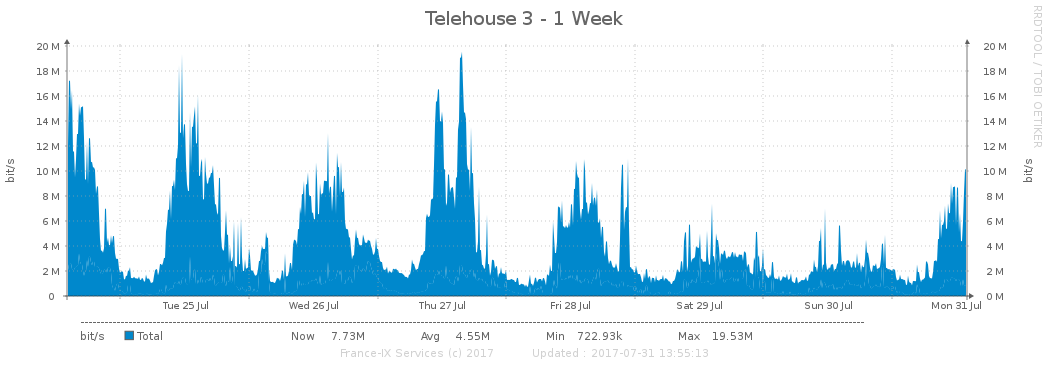 Telehouse 3 - 1 Week
RRDTOOL / TOBI OETIKER
bit/s
bit/s
20 M 20 M
18 M 18 M
16 M 16 M
14 M 14 M
12 M 12 M
10 M 10 M
8 M 8 M
6 M 6 M
4 M 4 M
2 M 2 M
0 0 M
Tue 25 Jul Wed 26 Jul Thu 27 Jul Fri 28 Jul Sat 29 Jul Sun 30 Jul Mon 31 Jul
bit/s Total Now 7.73M Avg 4.55M Min 722.93k Max 19.53M
France-IX Services (c) 2017 Updated : 2017-07-31 13:55:13